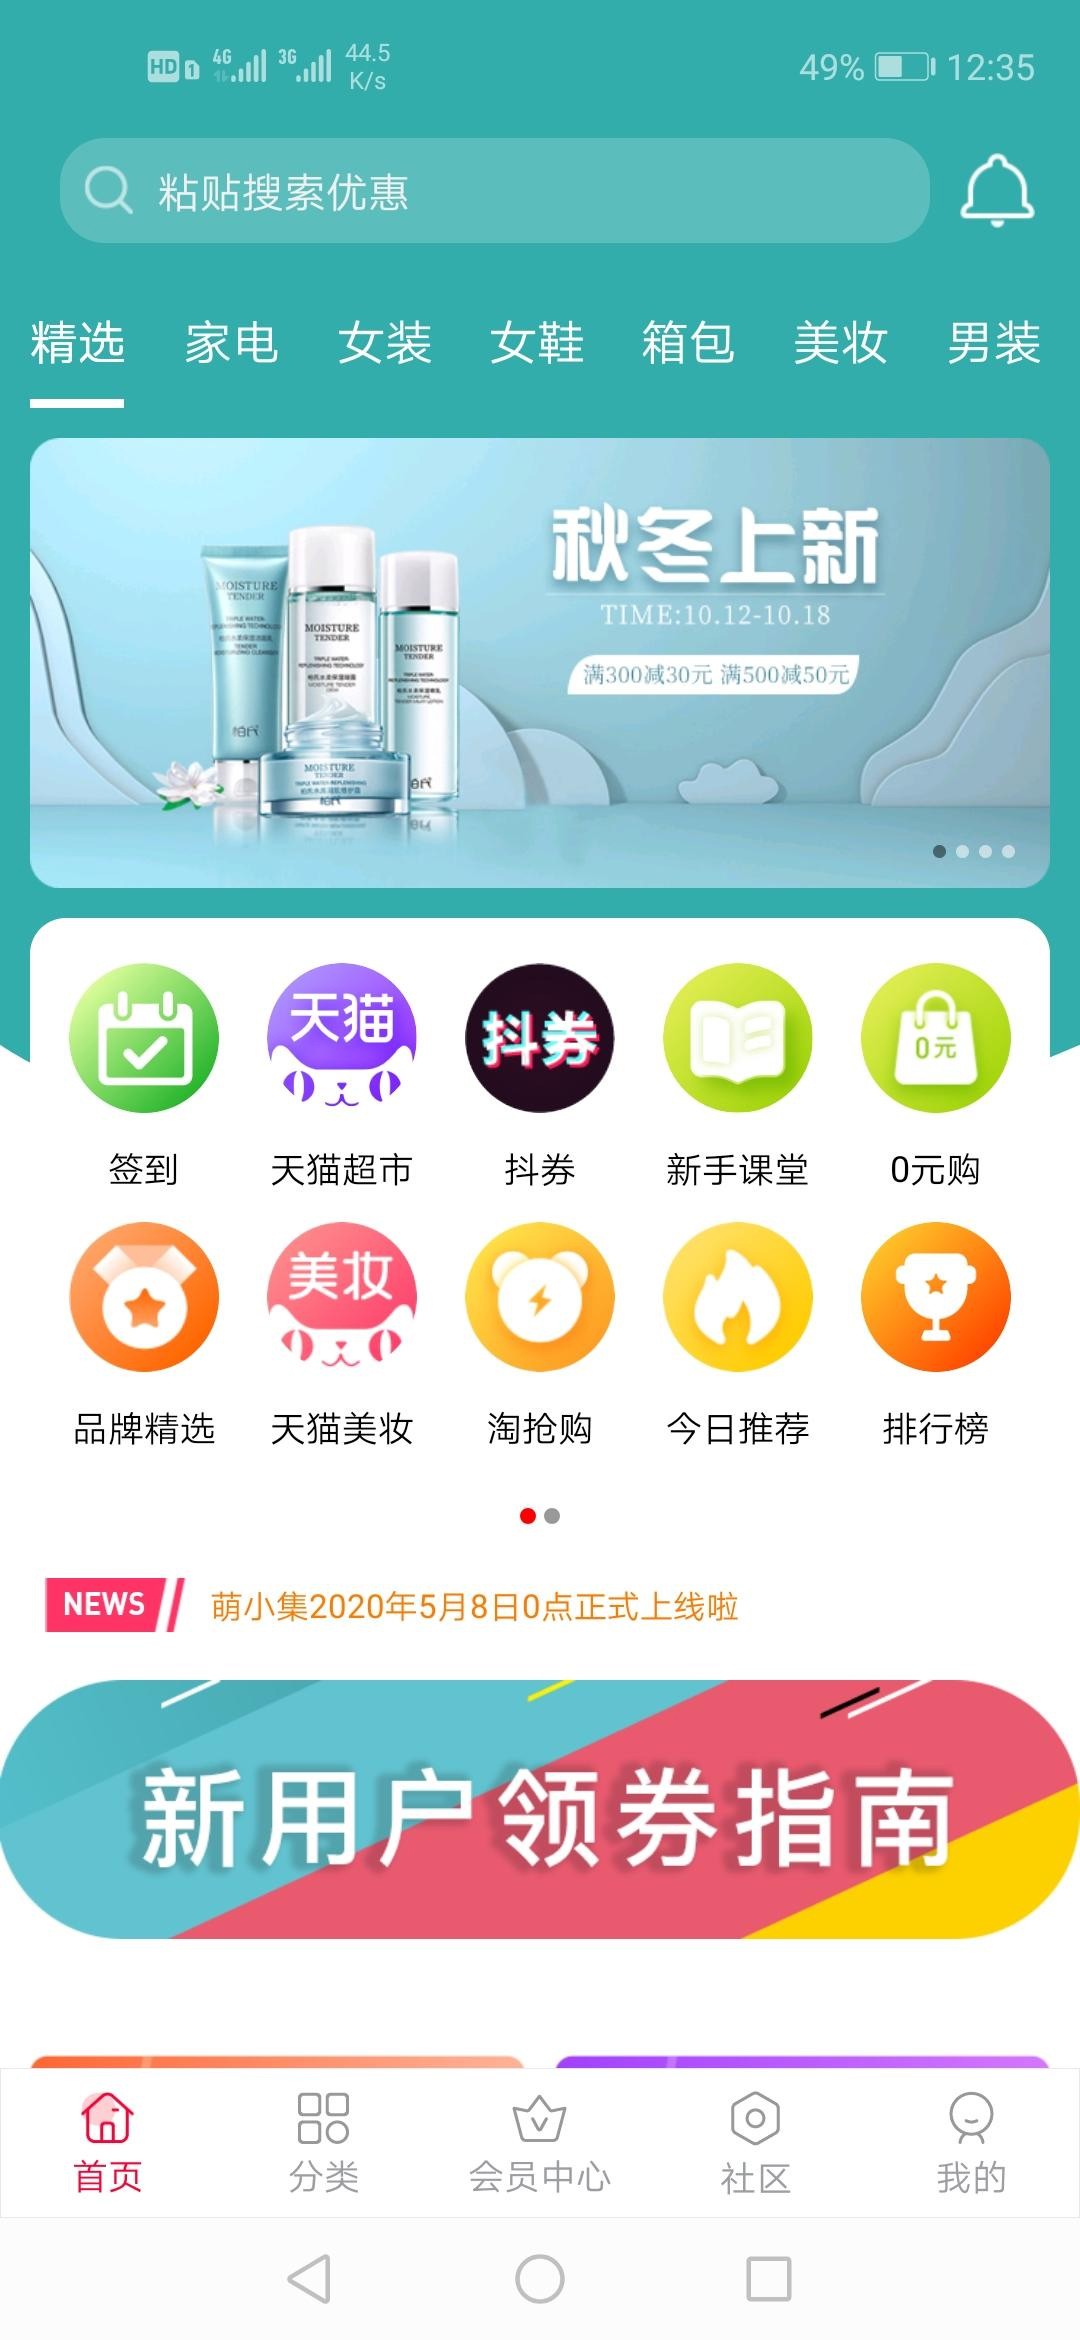 HD 1 4G 3G 44.5 K/s 49% 12:35
粘贴搜索优惠
精选 家电 女装 女鞋 箱包 美妆 男装
秋冬上新
TIME:10.12-10.18
满300减30元 满500减50元
MOISTURE
TENDER
MOISTURE
TENDER
MOISTURE
TENDER
MOISTURE
TENDER
天猫 抖券 0元
签到 天猫超市 抖券 新手课堂 0元购
美妆
品牌精选 天猫美妆 淘抢购 今日推荐 排行榜
NEWS 萌小集2020年5月8日0点正式上线啦
新用户领券指南
首页 分类 会员中心 社区 我的